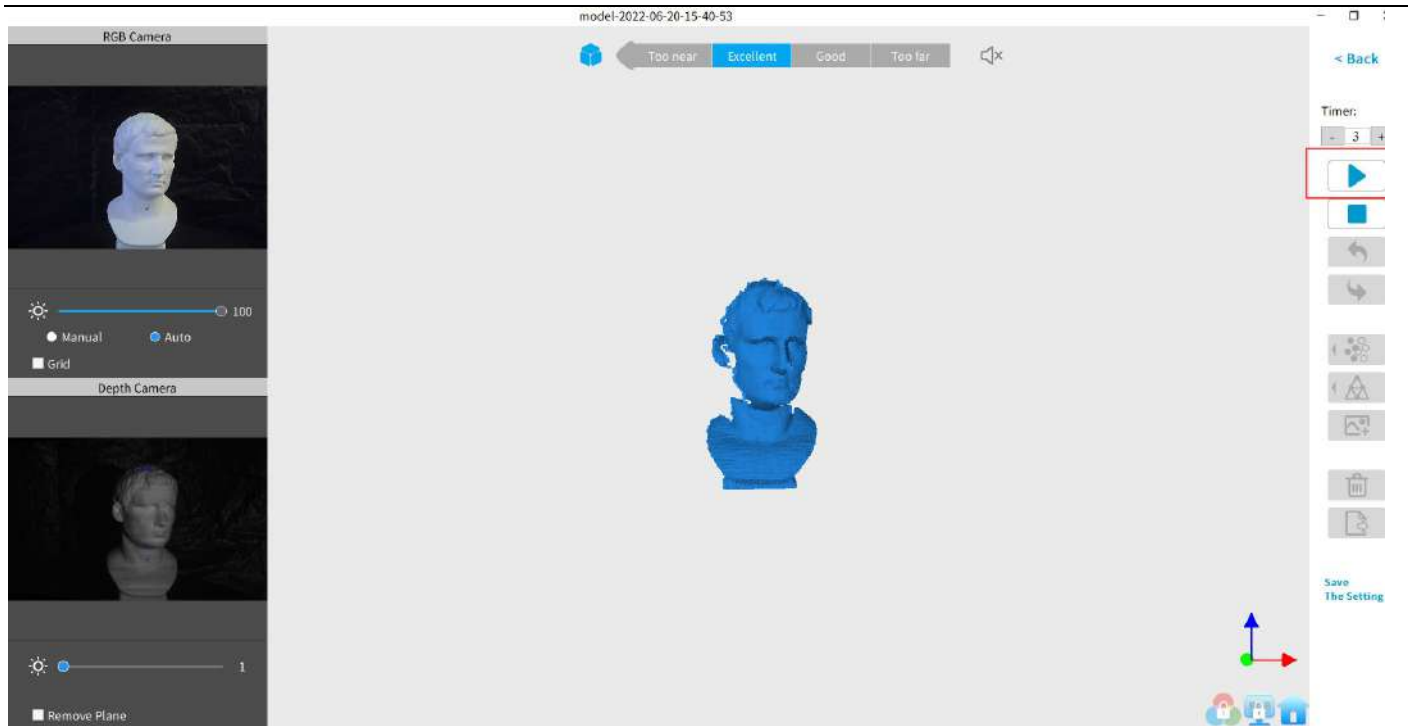 model-2022-06-20-15-40-53
RGB Camera
Too near Excellent Good Too far
< Back
Timer:
- 3 +
100
Manual Auto
Grid
Depth Camera
1
Remove Plane
Save
The Setting